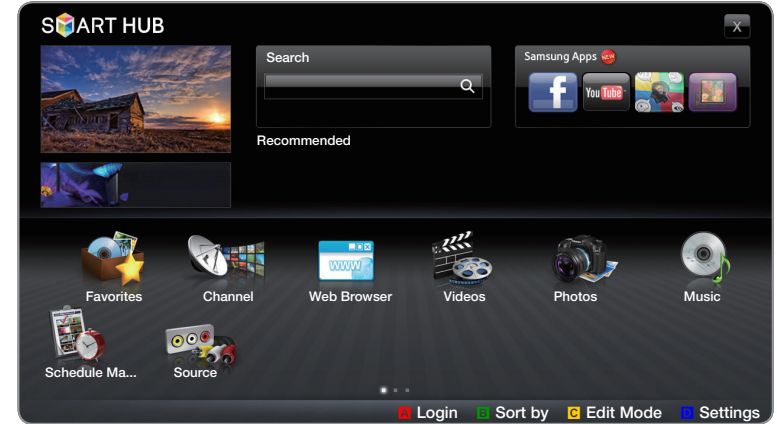 SMART HUB
X
Search
Samsung Apps NEW
f
You Tube
Recommended
www
Favorites
Channel
Web Browser
Videos
Photos
Music
Schedule Ma...
Source
A Login
B Sort by
C Edit Mode
D Settings